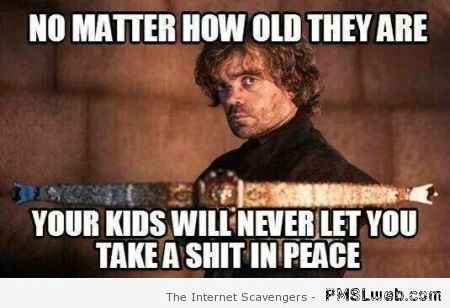 NO MATTER HOW OLD THEY ARE
YOUR KIDS WILL NEVER LET YOU
TAKE A SHIT IN PEACE
The Internet Scavengers - PMSLweb.com